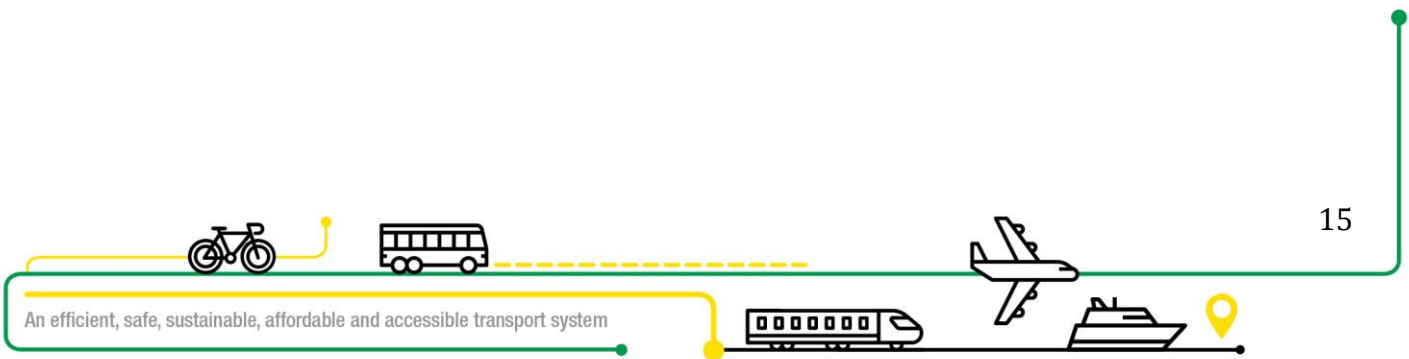 15
An efficient, safe, sustainable, affordable and accessible transport system